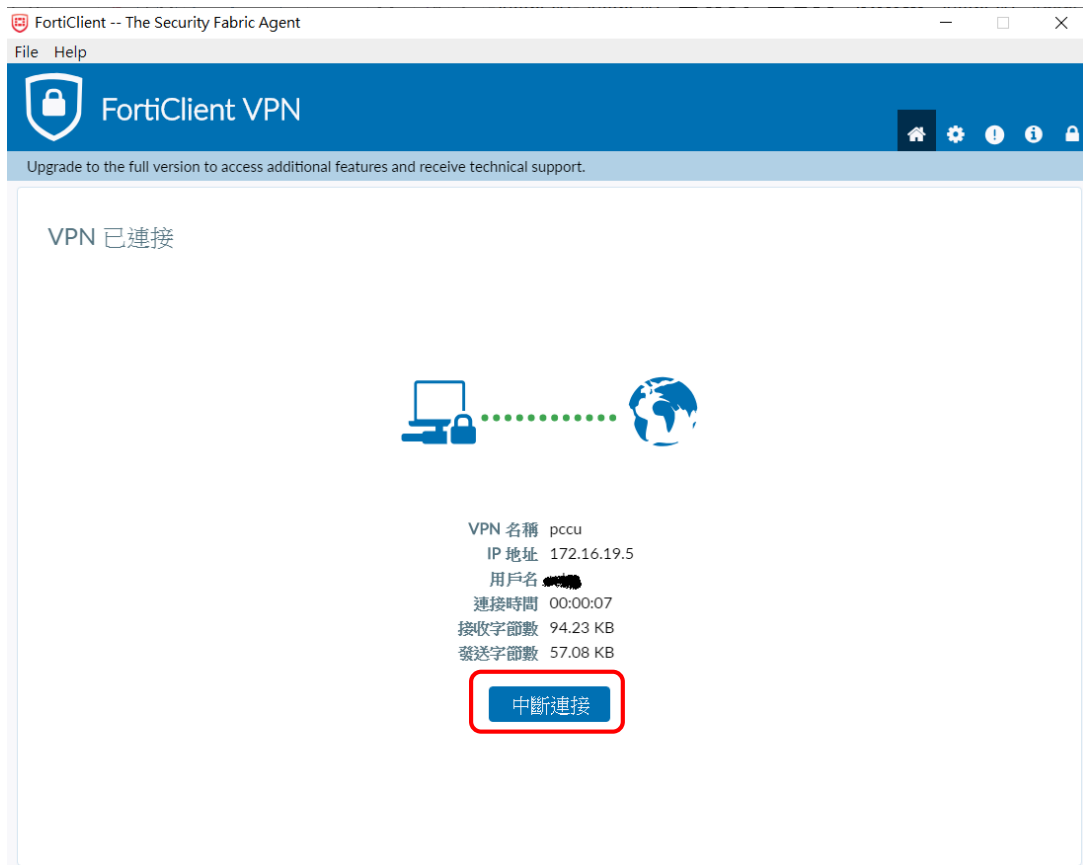 FortiClient -- The Security Fabric Agent
File Help
FortiClient VPN
Upgrade to the full version to access additional features and receive technical support.
VPN 已連接
VPN 名稱 pccu
IP 地址 172.16.19.5
用戶名
連接時間 00:00:07
接收字節數 94.23 KB
發送字節數 57.08 KB
中斷連接